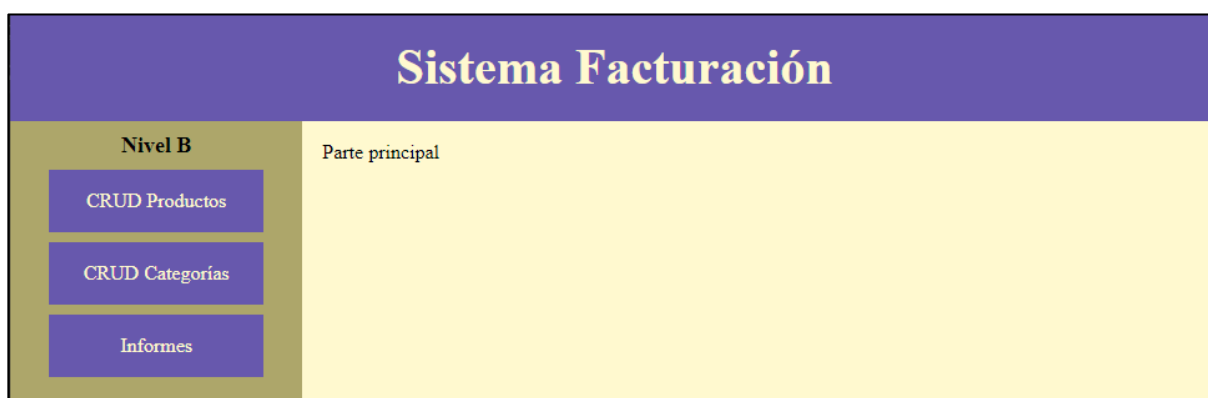 Sistema Facturación
Nivel B
Parte principal
CRUD Productos
CRUD Categorías
Informes